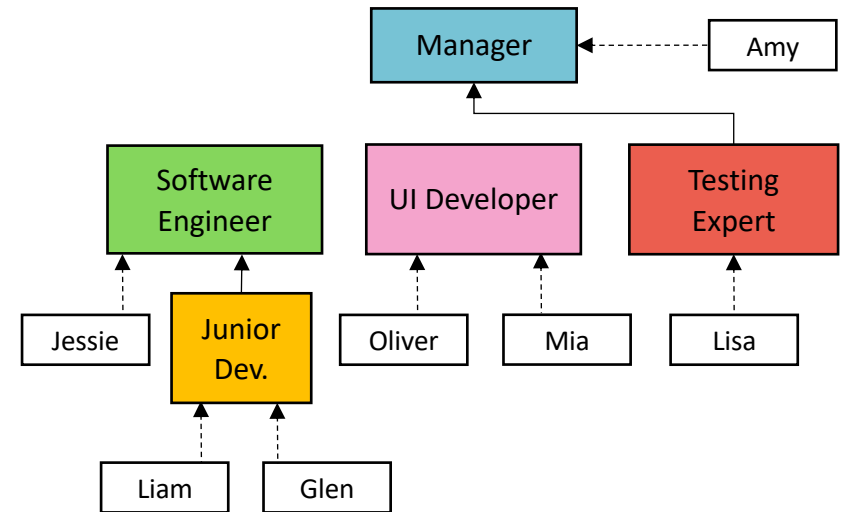 Manager
Amy
Software
Engineer
UI Developer
Testing
Expert
Jessie
Junior
Dev.
Oliver
Mia
Lisa
Liam
Glen